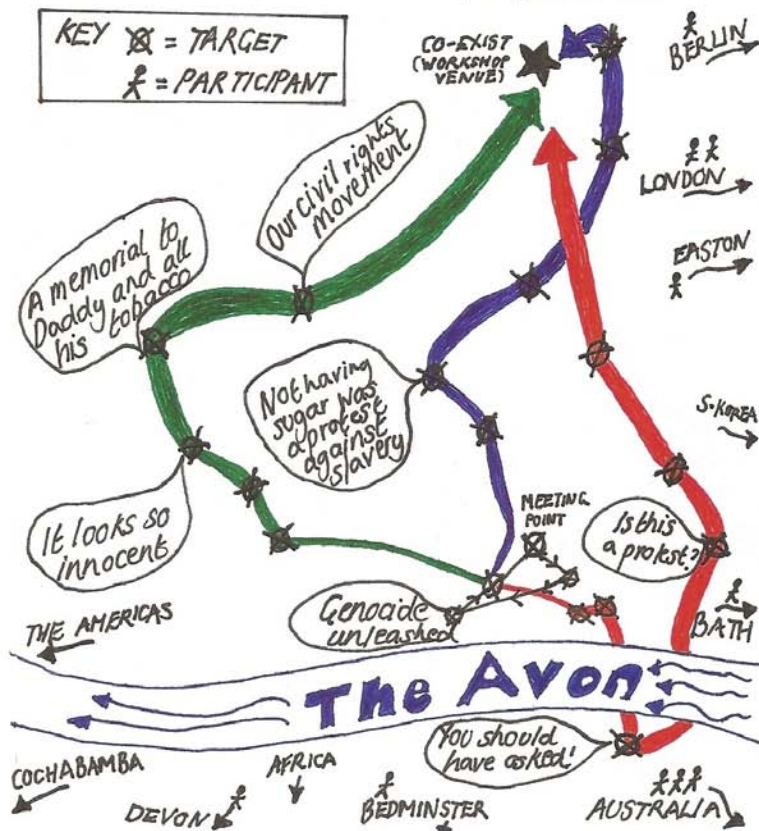 KEY = TARGET
= PARTICIPANT
CO-EXIST
(WORKSHOP
VENUE)
BERLIN
LONDON
EASTON
Our civil rights
movement
A memorial to
Daddy and all
his tobacco
Not having
sugar was
a protest
against
slavery
S.KOREA
It looks so
innocent
MEETING
POINT
Is this
a protest?
Genocide
unleashed
THE AMERICAS
BATH
The Avon
You should
have asked!
COCHABAMBA
AFRICA
DEVON
BEDMINSTER
AUSTRALIA